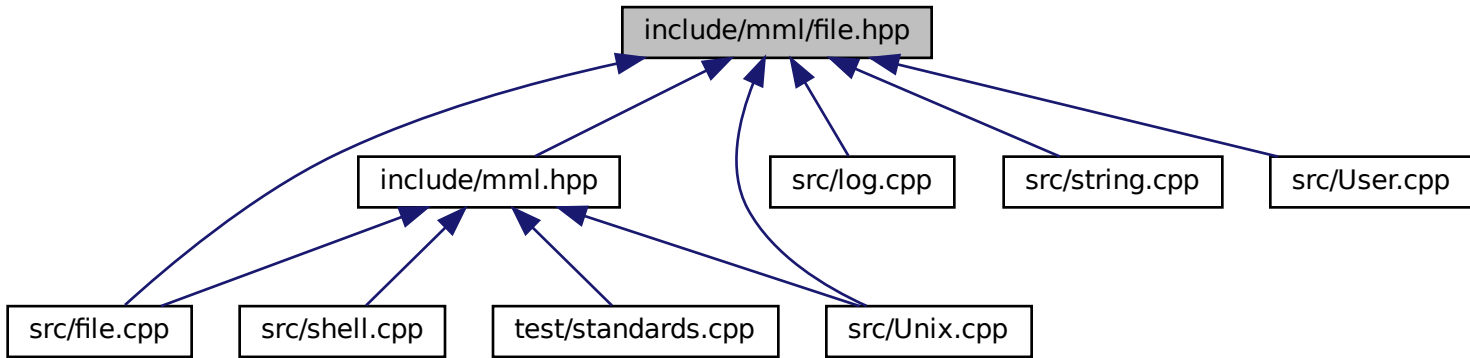 include/mml/file.hpp
include/mml.hpp
src/log.cpp
src/string.cpp
src/User.cpp
src/file.cpp
src/shell.cpp
test/standards.cpp
src/Unix.cpp